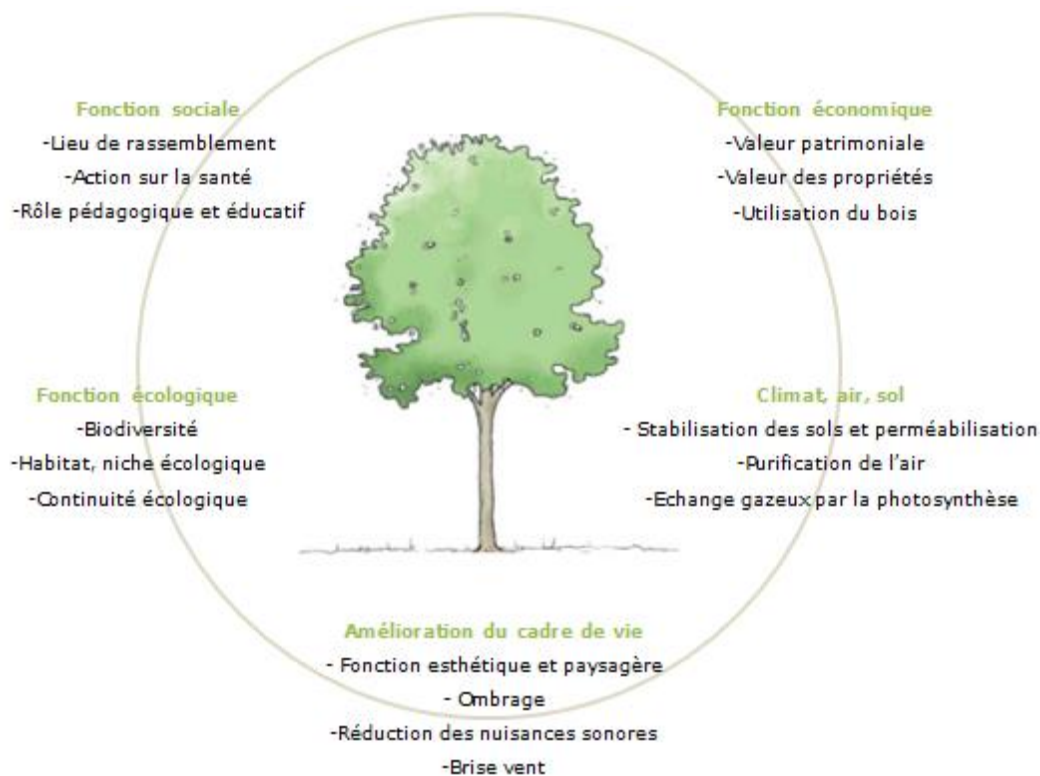 Fonction sociale
-Lieu de rassemblement
-Action sur la santé
-Rôle pédagogique et éducatif
Fonction économique
-Valeur patrimoniale
-Valeur des propriétés
-Utilisation du bois
Fonction écologique
-Biodiversité
-Habitat, niche écologique
-Continuité écologique
Climat, air, sol
- Stabilisation des sols et perméabilisation
-Purification de l'air
-Echange gazeux par la photosynthèse
Amélioration du cadre de vie
- Fonction esthétique et paysagère
- Ombrage
-Réduction des nuisances sonores
-Brise vent